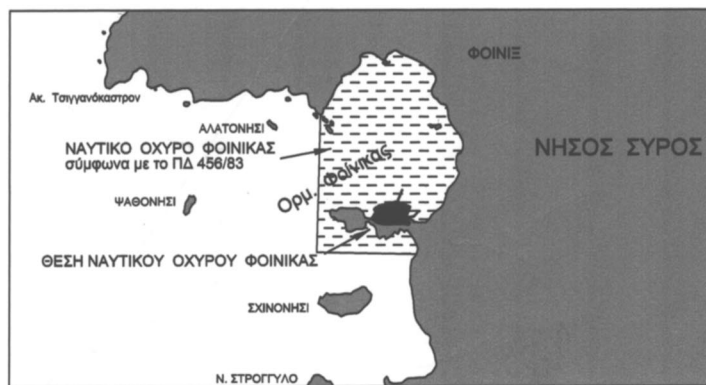 ΦΟΙΝΙΞ
Ακ. Τσιγγανόκαστρον
ΑΛΑΤΟΝΗΣΙ
ΝΑΥΤΙΚΟ ΟΧΥΡΟ ΦΟΙΝΙΚΑΣ
σύμφωνα με το ΠΔ 456/83
ΝΗΣΟΣ ΣΥΡΟΣ
Ορμ. Φοίνικας
ΨΑΘΟΝΗΣΙ
ΘΕΣΗ ΝΑΥΤΙΚΟΥ ΟΧΥΡΟΥ ΦΟΙΝΙΚΑΣ
ΣΧΙΝΟΝΗΣΙ
Ν. ΣΤΡΟΓΓΥΛΟ